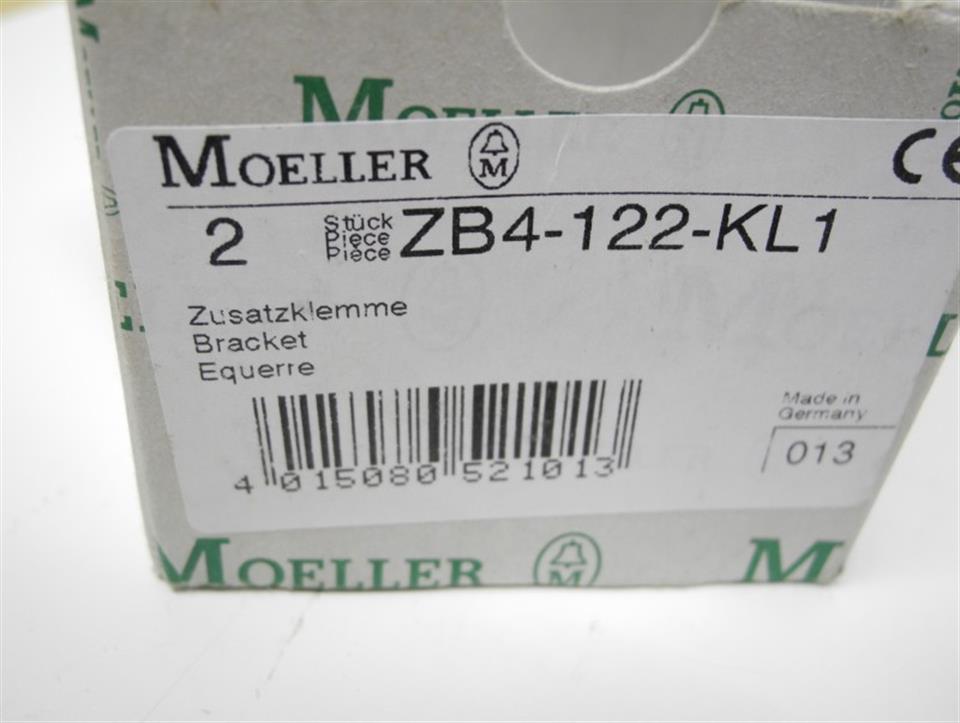 MOELLER M
MOELLER M CE
2 Stück
Piece
Pièce ZB4-122-KL1
Zusatzklemme
Bracket
Equerre
Made in
Germany
013
4 015080 521013
MOELLER M M